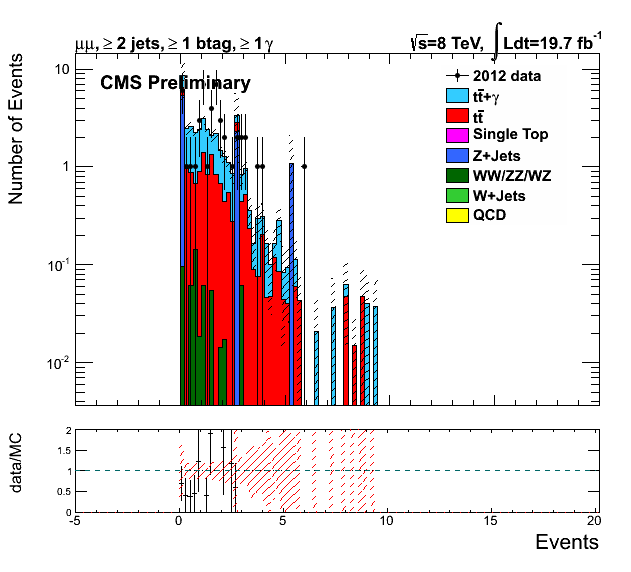 μμ, ≥ 2 jets, ≥ 1 btag, ≥ 1 γ
√s=8 TeV, ∫Ldt=19.7 fb⁻¹
CMS Preliminary
Number of Events
10
1
10⁻¹
10⁻²
2012 data
tt̄+γ
tt̄
Single Top
Z+Jets
WW/ZZ/WZ
W+Jets
QCD
data/MC
2
1.5
1
0.5
0
-5 0 5 10 15 20
Events